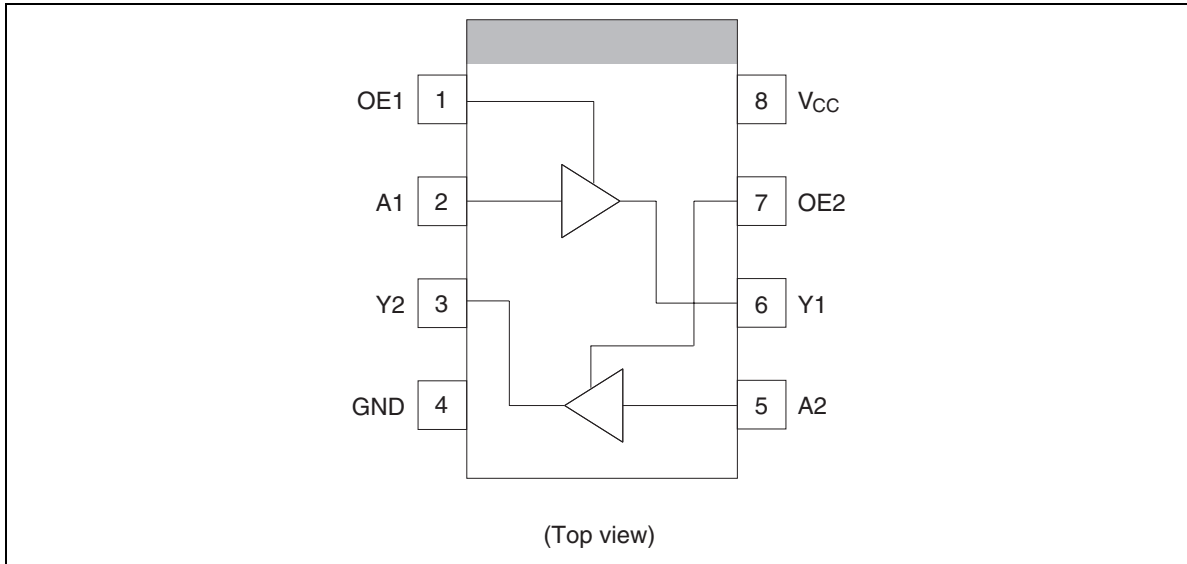 OE1 1 8 VCC
A1 2 7 OE2
Y2 3 6 Y1
GND 4 5 A2
(Top view)